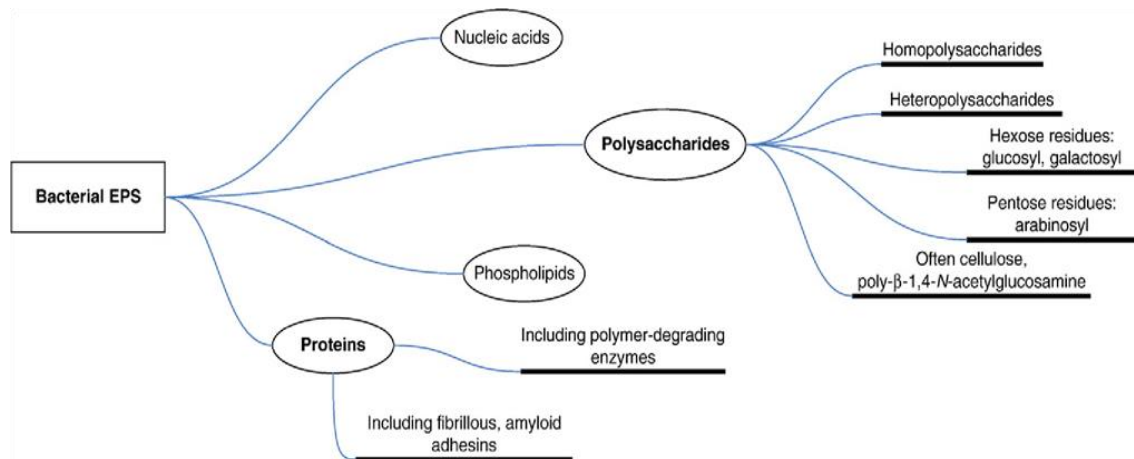 Nucleic acids
Homopolysaccharides
Heteropolysaccharides
Polysaccharides
Hexose residues:
glucosyl, galactosyl
Bacterial EPS
Pentose residues:
arabinosyl
Often cellulose,
poly-β-1,4-N-acetylglucosamine
Phospholipids
Proteins
Including polymer-degrading
enzymes
Including fibrillous, amyloid
adhesins